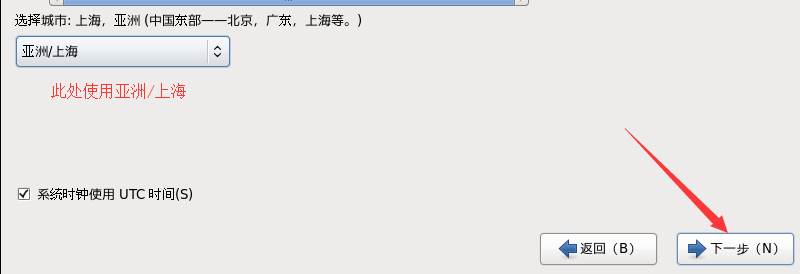 选择城市: 上海，亚洲 (中国东部——北京，广东，上海等。)
亚洲/上海
此处使用亚洲/上海
系统时钟使用 UTC 时间(S)
返回（B）
下一步（N）